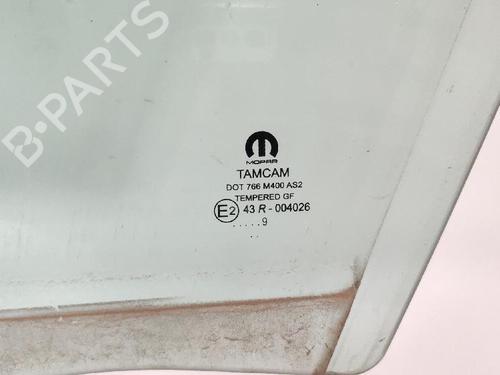 B-PARTS
MOPAR
TAMCAM
DOT 766 M400 AS2
TEMPERED GF
E2 43 R - 004026
.....9
..